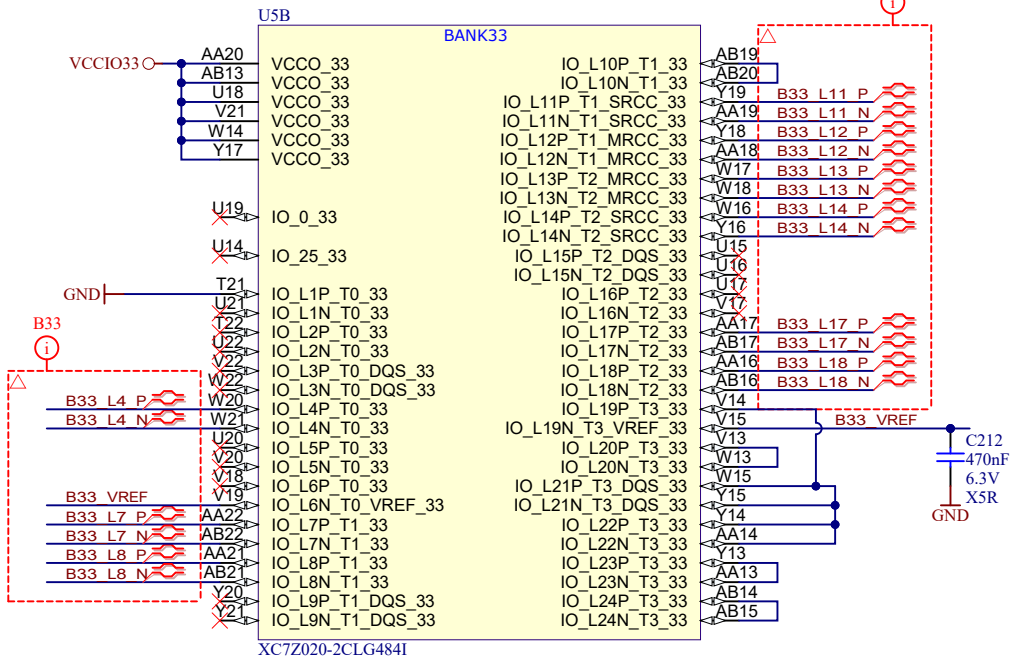 U5B
BANK33
VCCIO33
AA20 VCCO_33
AB13 VCCO_33
U18 VCCO_33
V21 VCCO_33
W14 VCCO_33
Y17 VCCO_33
U19 IO_0_33
U14 IO_25_33
GND T21 IO_L1P_T0_33
U21 IO_L1N_T0_33
T22 IO_L2P_T0_33
U22 IO_L2N_T0_33
V22 IO_L3P_T0_DQS_33
W22 IO_L3N_T0_DQS_33
B33
i
B33_L4_P W20 IO_L4P_T0_33
B33_L4_N W21 IO_L4N_T0_33
U20 IO_L5P_T0_33
V20 IO_L5N_T0_33
V18 IO_L6P_T0_33
B33_VREF V19 IO_L6N_T0_VREF_33
B33_L7_P AA22 IO_L7P_T1_33
B33_L7_N AB22 IO_L7N_T1_33
B33_L8_P AA21 IO_L8P_T1_33
B33_L8_N AB21 IO_L8N_T1_33
Y20 IO_L9P_T1_DQS_33
Y21 IO_L9N_T1_DQS_33
i
IO_L10P_T1_33 AB19
IO_L10N_T1_33 AB20
IO_L11P_T1_SRCC_33 Y19 B33_L11_P
IO_L11N_T1_SRCC_33 AA19 B33_L11_N
IO_L12P_T1_MRCC_33 Y18 B33_L12_P
IO_L12N_T1_MRCC_33 AA18 B33_L12_N
IO_L13P_T2_MRCC_33 W17 B33_L13_P
IO_L13N_T2_MRCC_33 W18 B33_L13_N
IO_L14P_T2_SRCC_33 W16 B33_L14_P
IO_L14N_T2_SRCC_33 Y16 B33_L14_N
IO_L15P_T2_DQS_33 U15
IO_L15N_T2_DQS_33 U16
IO_L16P_T2_33 U17
IO_L16N_T2_33 V17
IO_L17P_T2_33 AA17 B33_L17_P
IO_L17N_T2_33 AB17 B33_L17_N
IO_L18P_T2_33 AA16 B33_L18_P
IO_L18N_T2_33 AB16 B33_L18_N
IO_L19P_T3_33 V14
IO_L19N_T3_VREF_33 V15 B33_VREF
IO_L20P_T3_33 V13
IO_L20N_T3_33 W13
IO_L21P_T3_DQS_33 W15
IO_L21N_T3_DQS_33 Y15
IO_L22P_T3_33 Y14
IO_L22N_T3_33 AA14
IO_L23P_T3_33 Y13
IO_L23N_T3_33 AA13
IO_L24P_T3_33 AB14
IO_L24N_T3_33 AB15
C212
470nF
6.3V
X5R
GND
XC7Z020-2CLG484I